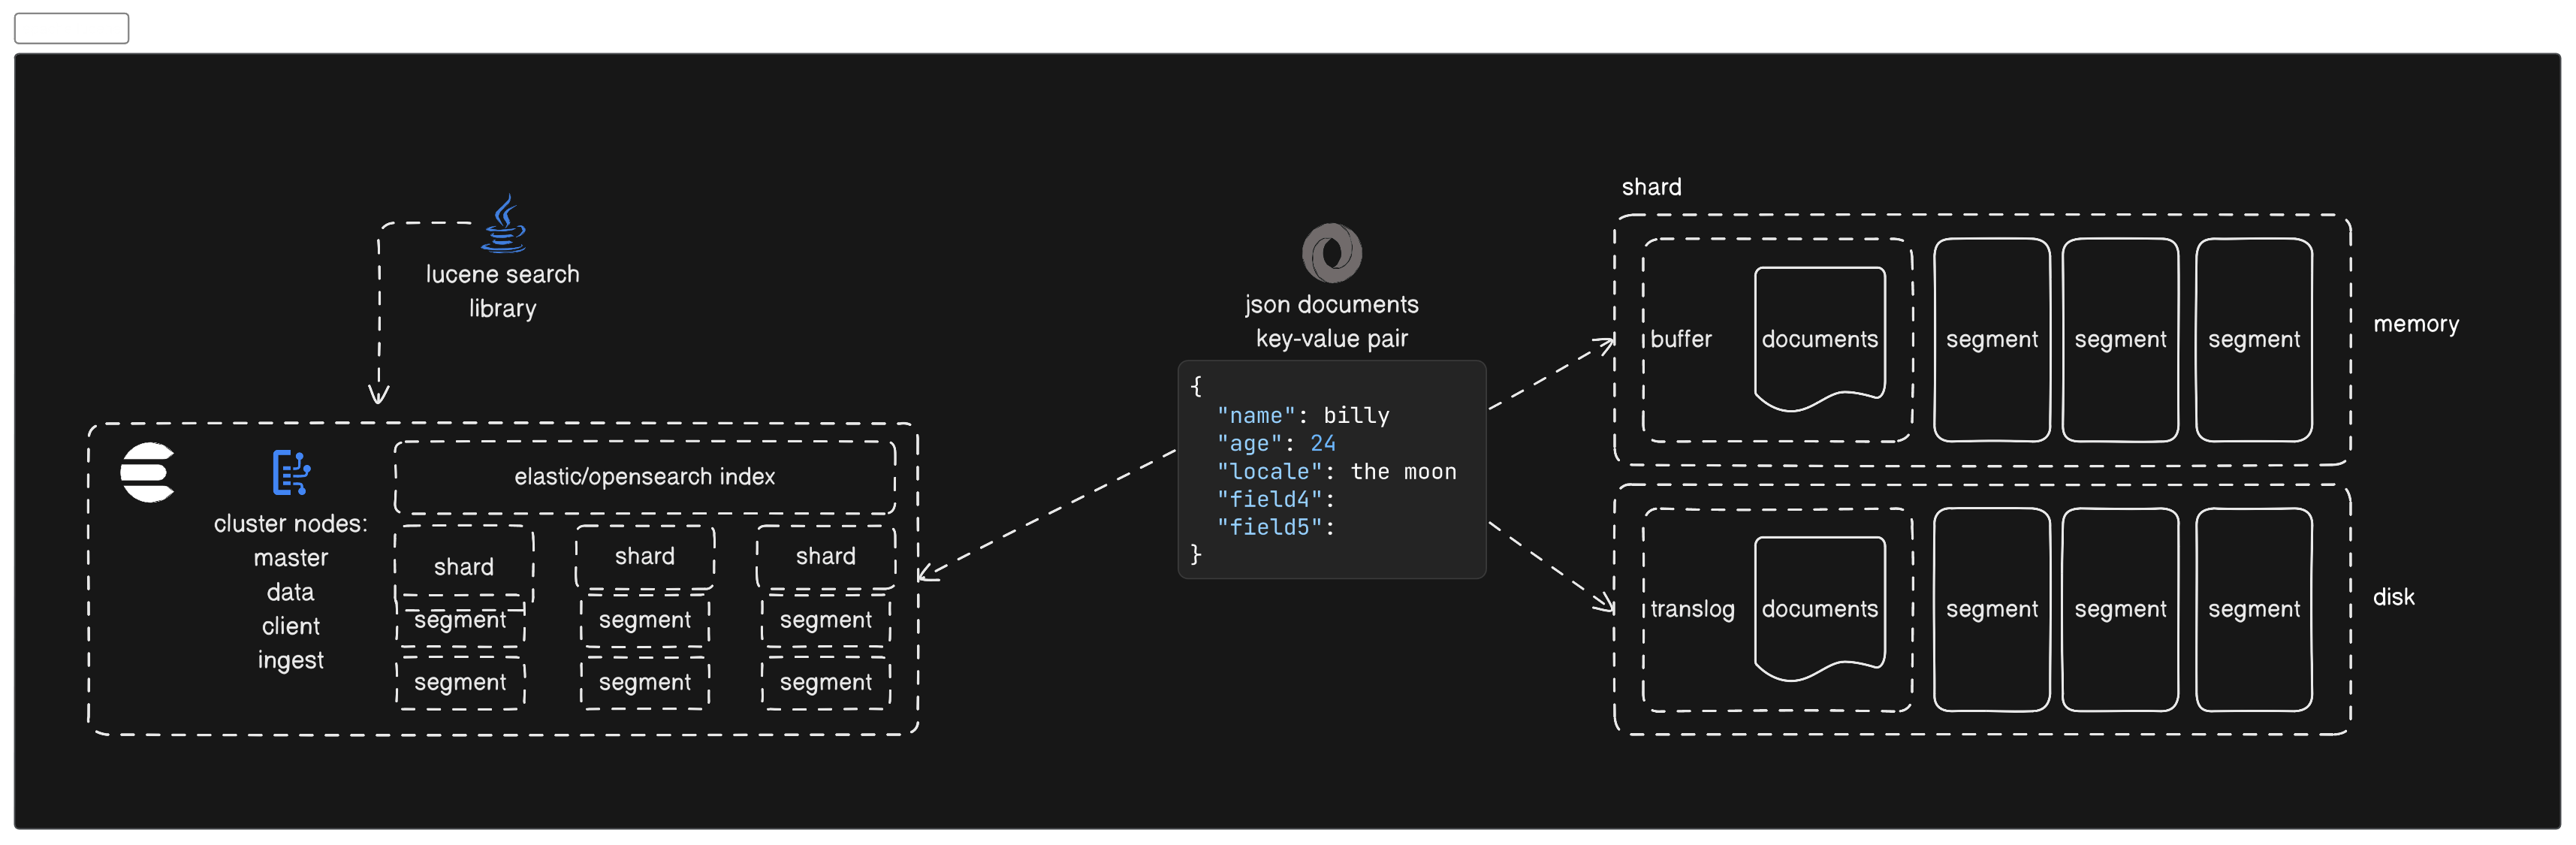 lucene search
library
elastic/opensearch index
cluster nodes:
master
data
client
ingest
shard
shard
shard
segment
segment
segment
segment
segment
segment
json documents
key-value pair
{
"name": billy
"age": 24
"locale": the moon
"field4":
"field5":
}
shard
buffer
documents
segment
segment
segment
memory
translog
documents
segment
segment
segment
disk